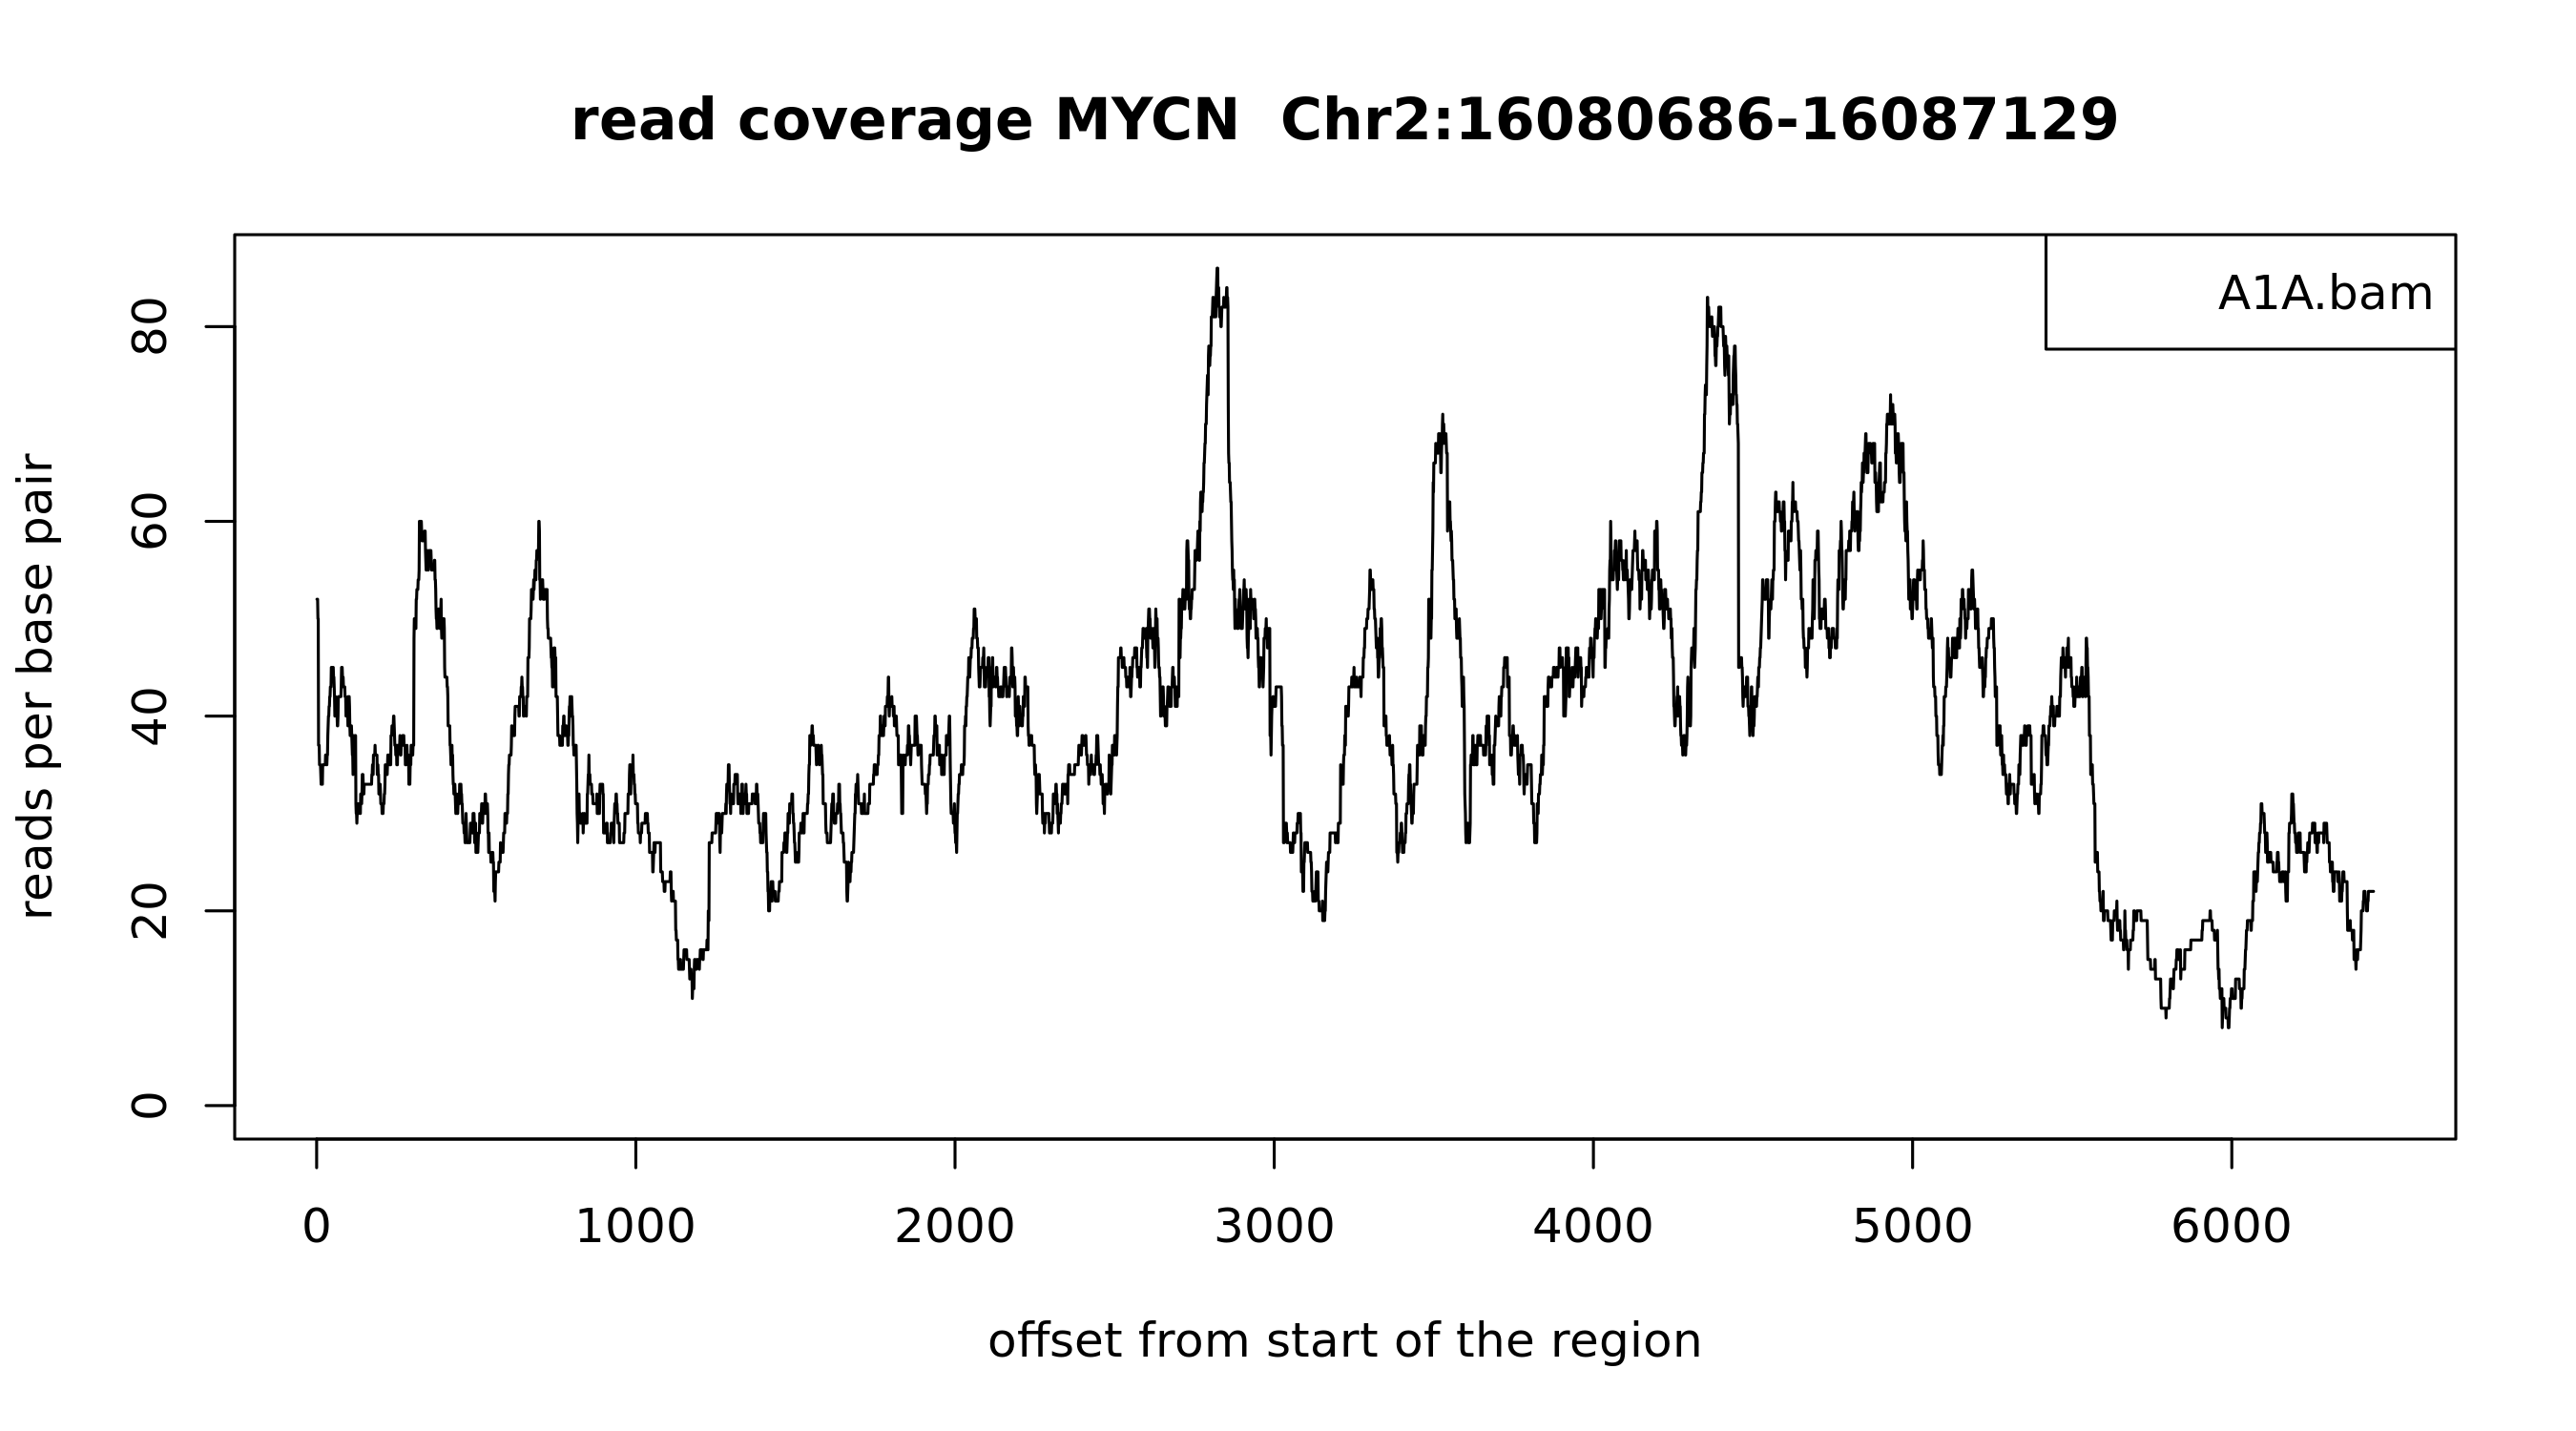 read coverage MYCN  Chr2:16080686-16087129
A1A.bam
reads per base pair
80
60
40
20
0
0 1000 2000 3000 4000 5000 6000
offset from start of the region